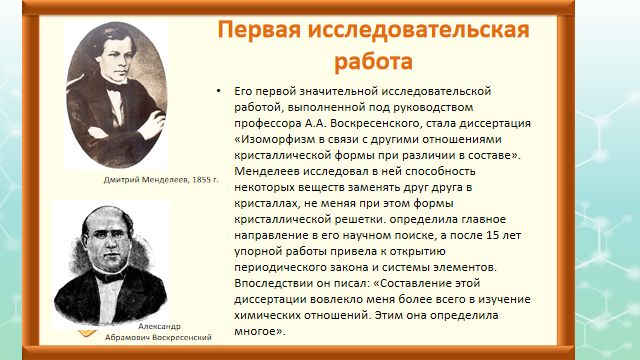 Первая исследовательская
работа
• Его первой значительной исследовательской
работой, выполненной под руководством
профессора А.А. Воскресенского, стала диссертация
«Изоморфизм в связи с другими отношениями
кристаллической формы при различии в составе».
Менделеев исследовал в ней способность
некоторых веществ заменять друг друга в
кристаллах, не меняя при этом формы
кристаллической решетки. определила главное
направление в его научном поиске, а после 15 лет
упорной работы привела к открытию
периодического закона и системы элементов.
Впоследствии он писал: «Составление этой
диссертации вовлекло меня более всего в изучение
химических отношений. Этим она определила
многое».
Дмитрий Менделеев, 1855 г.
Александр
Абрамович Воскресенский